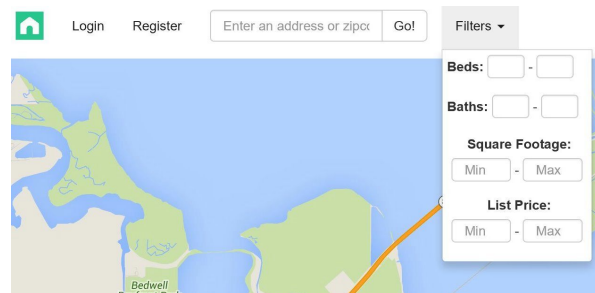 Login Register Enter an address or zipco Go! Filters
Beds: -
Baths: -
Square Footage:
Min - Max
List Price:
Min - Max
Bedwell